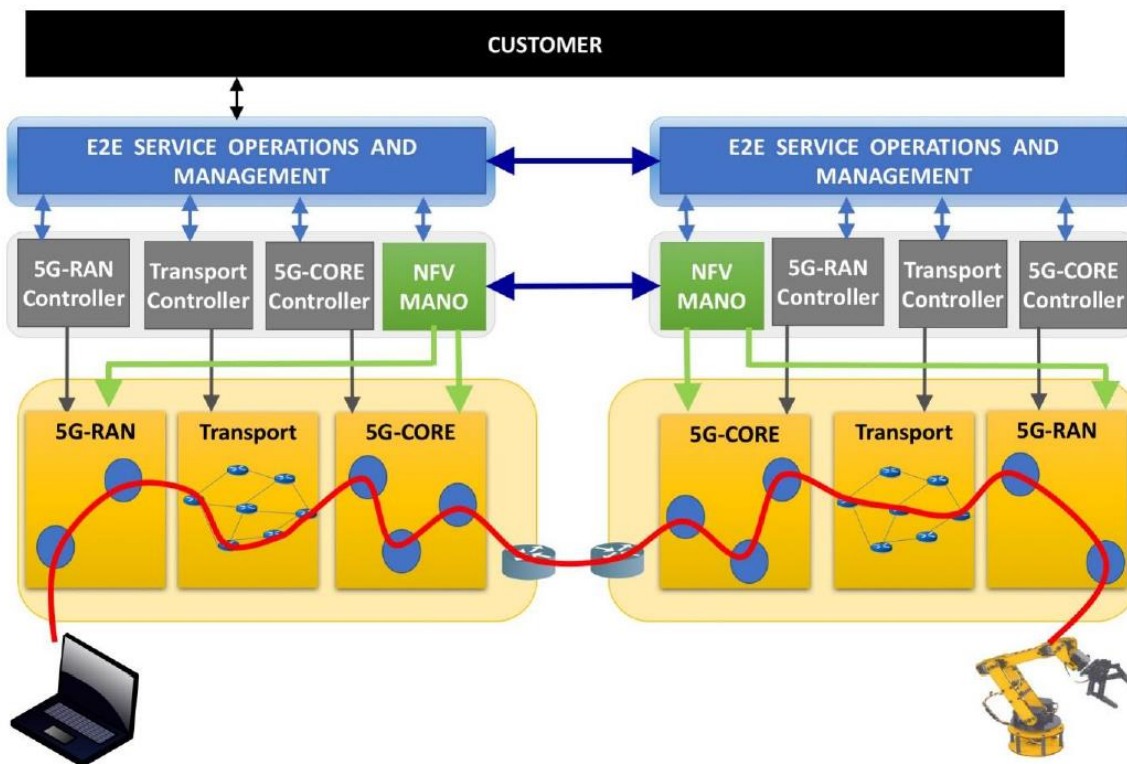 CUSTOMER
E2E SERVICE OPERATIONS AND
MANAGEMENT
E2E SERVICE OPERATIONS AND
MANAGEMENT
5G-RAN
Controller
Transport
Controller
5G-CORE
Controller
NFV
MANO
NFV
MANO
5G-RAN
Controller
Transport
Controller
5G-CORE
Controller
5G-RAN
Transport
5G-CORE
5G-CORE
Transport
5G-RAN